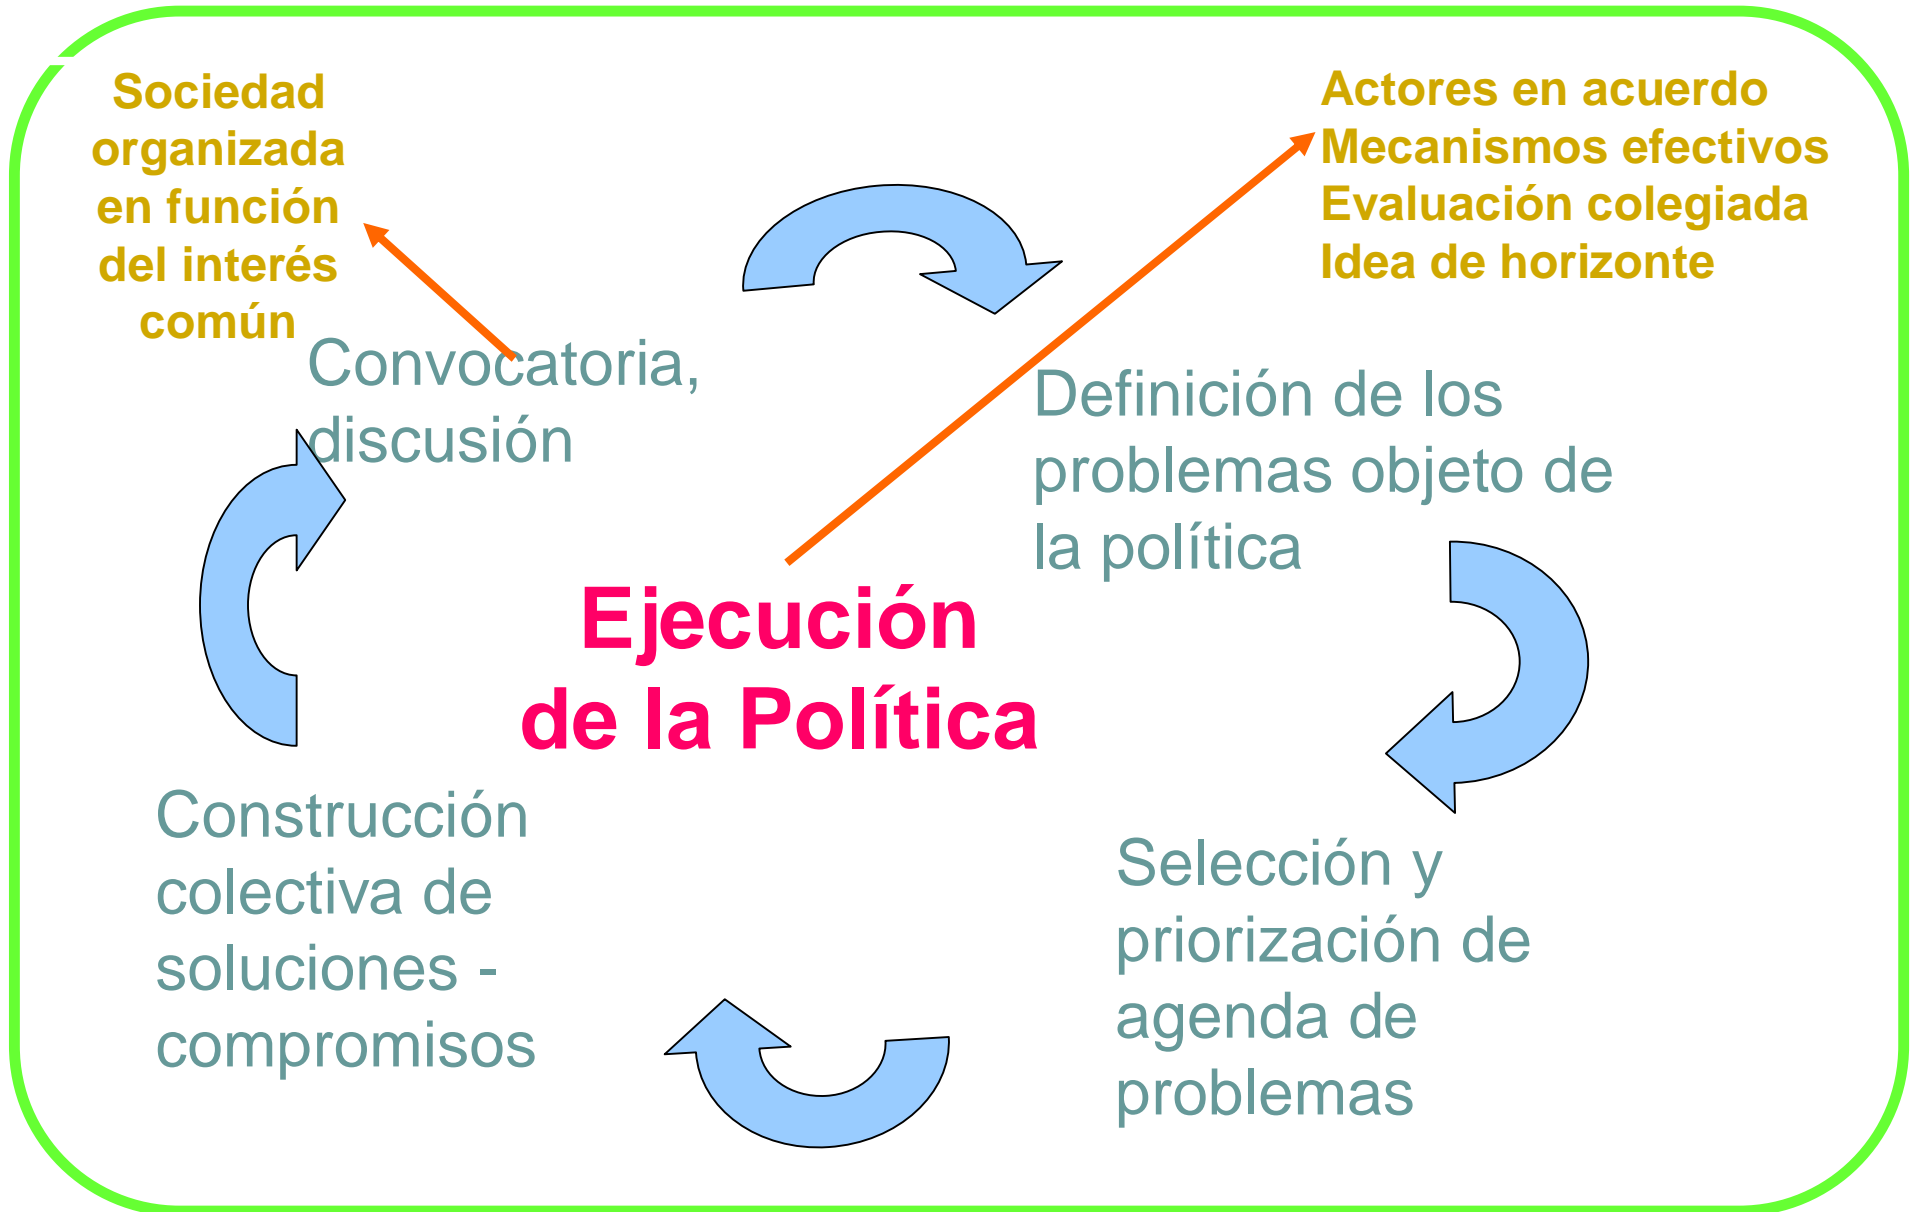 Sociedad
organizada
en función
del interés
común
Actores en acuerdo
Mecanismos efectivos
Evaluación colegiada
Idea de horizonte
Convocatoria,
discusión
Definición de los
problemas objeto de
la política
Ejecución
de la Política
Construcción
colectiva de
soluciones -
compromisos
Selección y
priorización de
agenda de
problemas